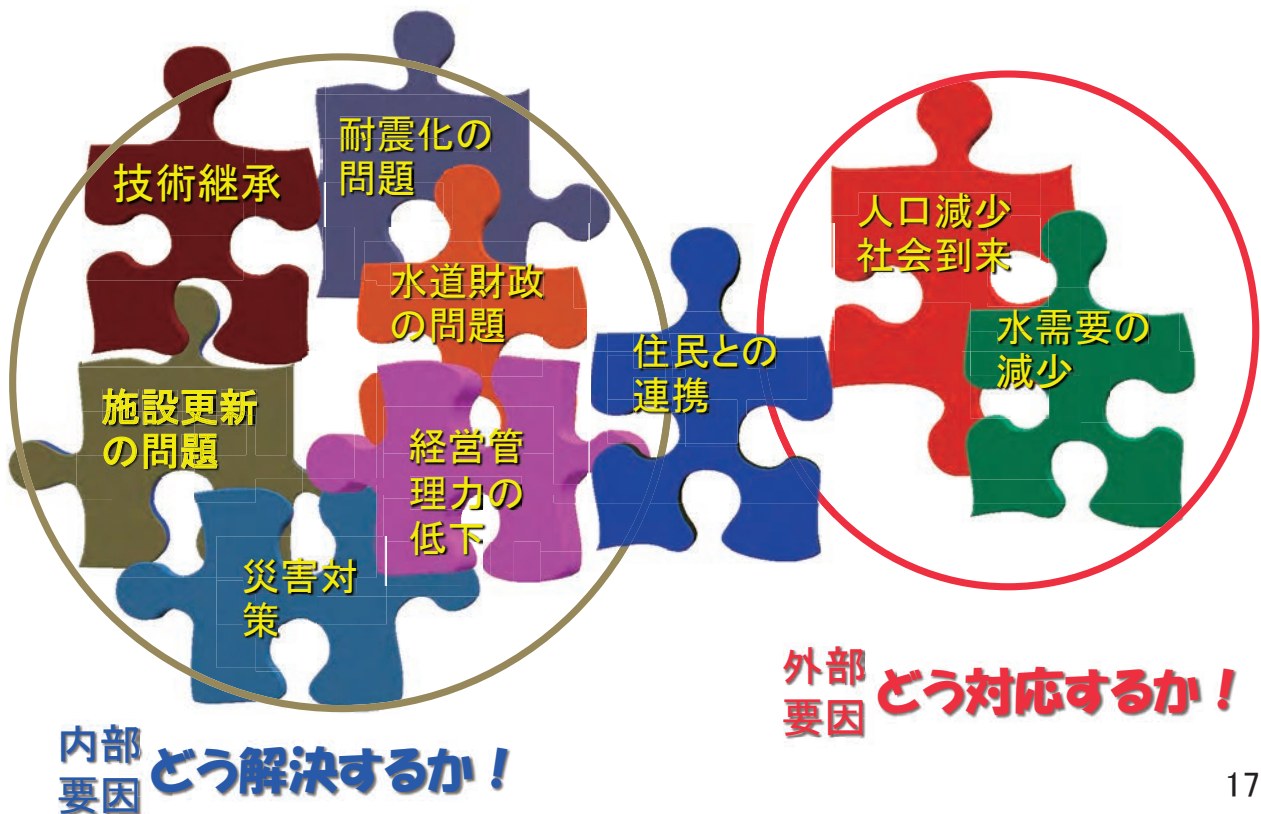 技術継承
耐震化の
問題
水道財政
の問題
施設更新
の問題
経営管
理力の
低下
災害対
策
住民との
連携
人口減少
社会到来
水需要の
減少
内部
要因
どう解決するか!
外部
要因
どう対応するか!
17